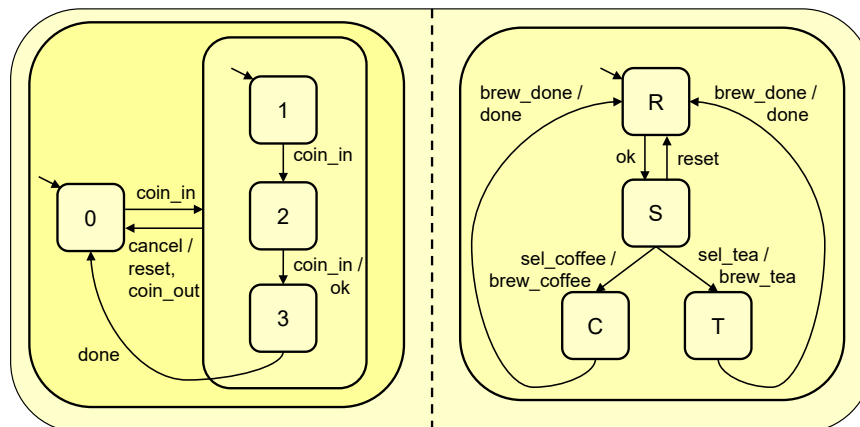 1
coin_in
2
coin_in /
ok
3
0
coin_in
cancel /
reset,
coin_out
done
brew_done /
done
R
brew_done /
done
ok
reset
S
sel_coffee /
brew_coffee
sel_tea /
brew_tea
C
T